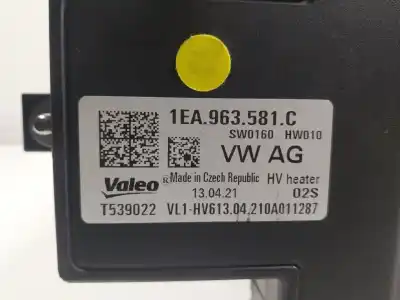 1EA.963.581.C
SW0160 HW010
VW AG
Valeo ® Made in Czech Republic HV heater
13.04.21 02S
T539022 VL1-HV613.04,210A011287